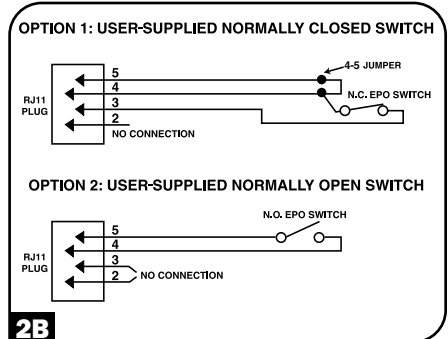 OPTION 1: USER-SUPPLIED NORMALLY CLOSED SWITCH
4-5 JUMPER
5
4
N.C. EPO SWITCH
RJ11
PLUG
3
2
NO CONNECTION
OPTION 2: USER-SUPPLIED NORMALLY OPEN SWITCH
N.O. EPO SWITCH
5
4
RJ11
PLUG
3
2
NO CONNECTION
2B